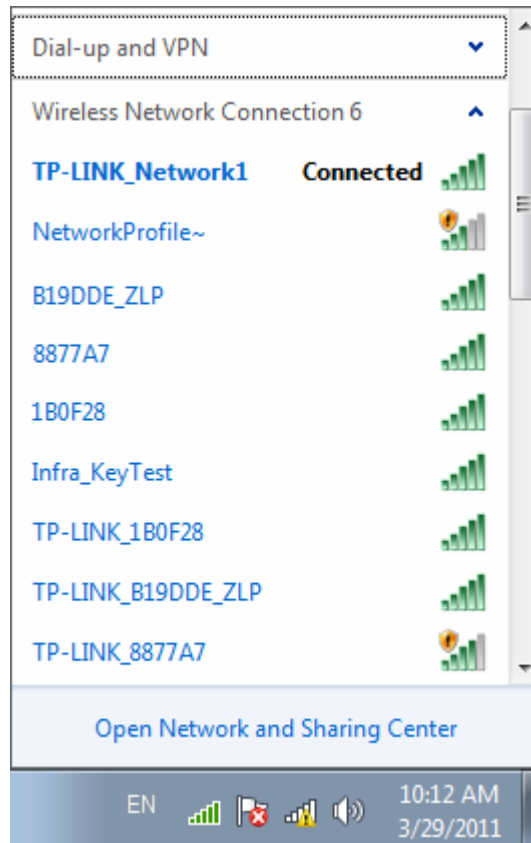 Dial-up and VPN
Wireless Network Connection 6
TP-LINK_Network1 Connected
NetworkProfile~
B19DDE_ZLP
8877A7
1B0F28
Infra_KeyTest
TP-LINK_1B0F28
TP-LINK_B19DDE_ZLP
TP-LINK_8877A7
Open Network and Sharing Center
EN 10:12 AM
3/29/2011